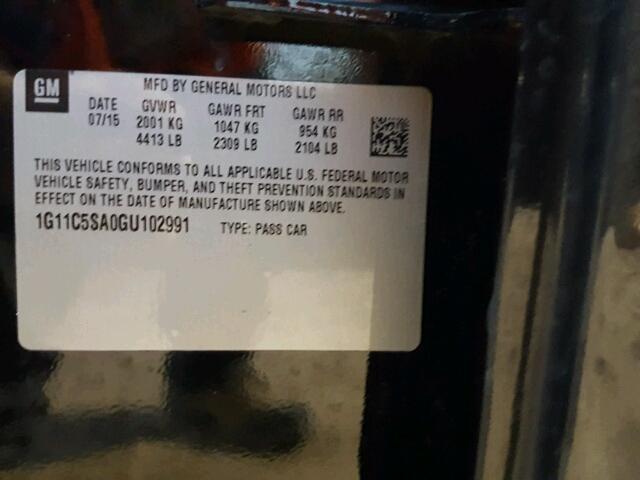 GM
MFD BY GENERAL MOTORS LLC
DATE GVWR GAWR FRT GAWR RR
07/15 2001 KG 1047 KG 954 KG
4413 LB 2309 LB 2104 LB
THIS VEHICLE CONFORMS TO ALL APPLICABLE U.S. FEDERAL MOTOR
VEHICLE SAFETY, BUMPER, AND THEFT PREVENTION STANDARDS IN
EFFECT ON THE DATE OF MANUFACTURE SHOWN ABOVE.
1G11C5SA0GU102991 TYPE: PASS CAR